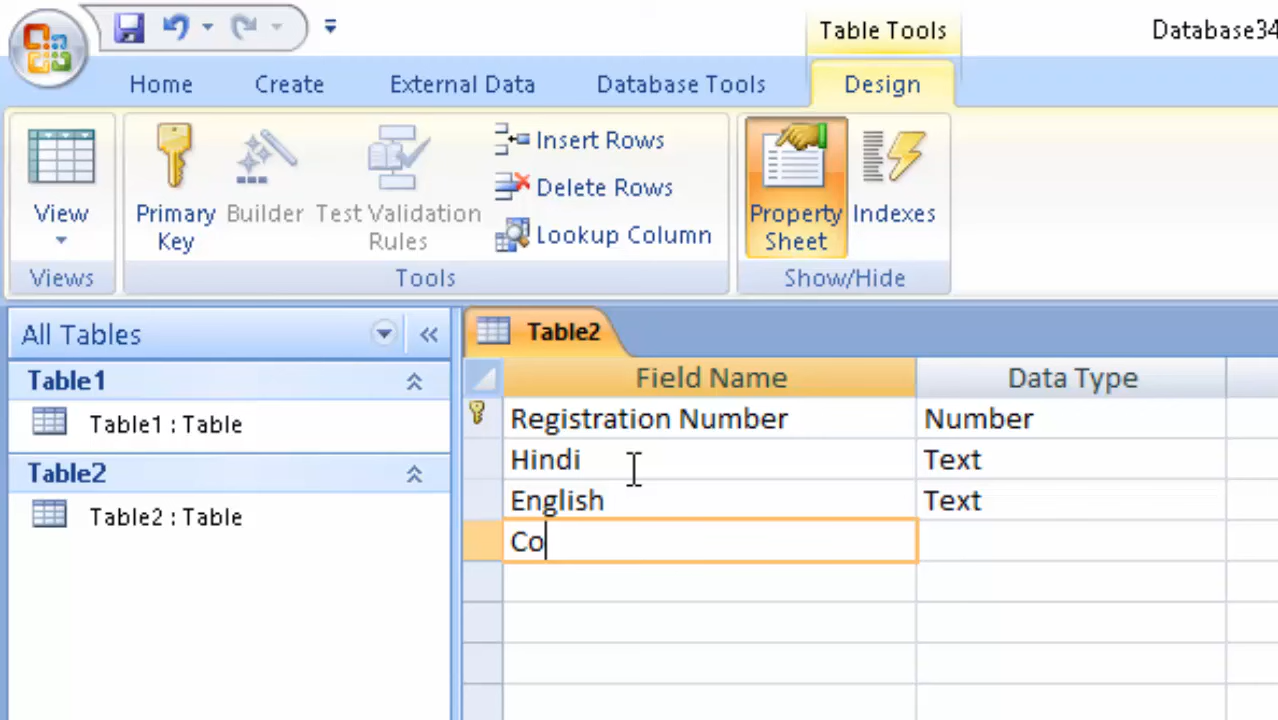 Table Tools
Database34
Home
Create
External Data
Database Tools
Design
View
Primary Key
Builder
Test Validation Rules
Insert Rows
Delete Rows
Lookup Column
Property Sheet
Indexes
Views
Tools
Show/Hide
All Tables
Table1
Table1 : Table
Table2
Table2 : Table
Table2
Field Name
Data Type
Registration Number
Number
Hindi
Text
English
Text
Co